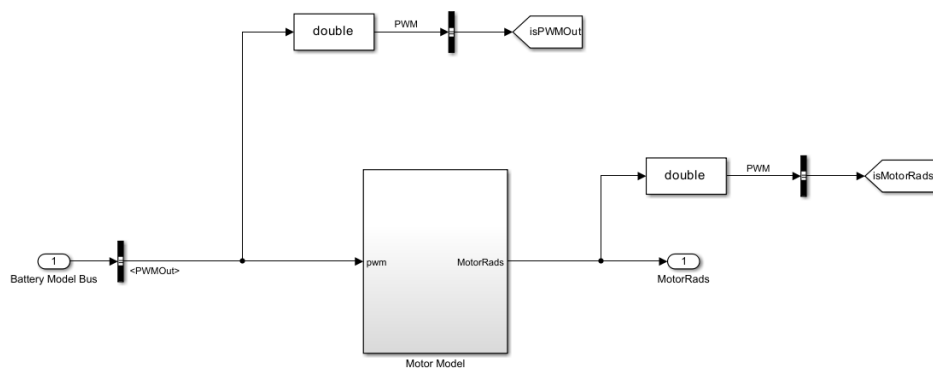 double
PWM
isPWMOut
double
PWM
isMotorRads
1
Battery Model Bus
<PWMOut>
pwm
MotorRads
1
MotorRads
Motor Model